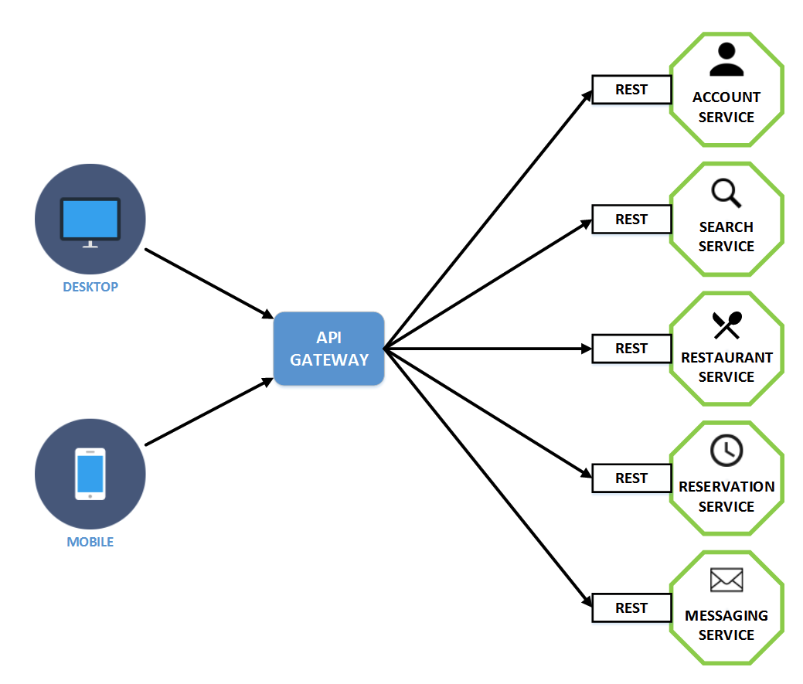 DESKTOP
MOBILE
API
GATEWAY
REST
ACCOUNT
SERVICE
REST
SEARCH
SERVICE
REST
RESTAURANT
SERVICE
REST
RESERVATION
SERVICE
REST
MESSAGING
SERVICE